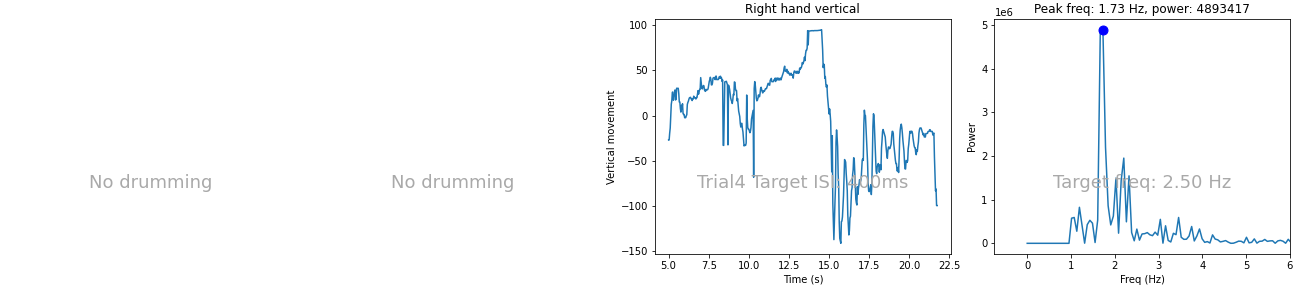 No drumming
No drumming
Right hand vertical
Vertical movement
100
50
0
−50
−100
−150
5.0 7.5 10.0 12.5 15.0 17.5 20.0 22.5
Time (s)
Trial4 Target ISI: 400ms
Peak freq: 1.73 Hz, power: 4893417
1e6
Power
5
4
3
2
1
0
0 1 2 3 4 5 6
Freq (Hz)
Target freq: 2.50 Hz